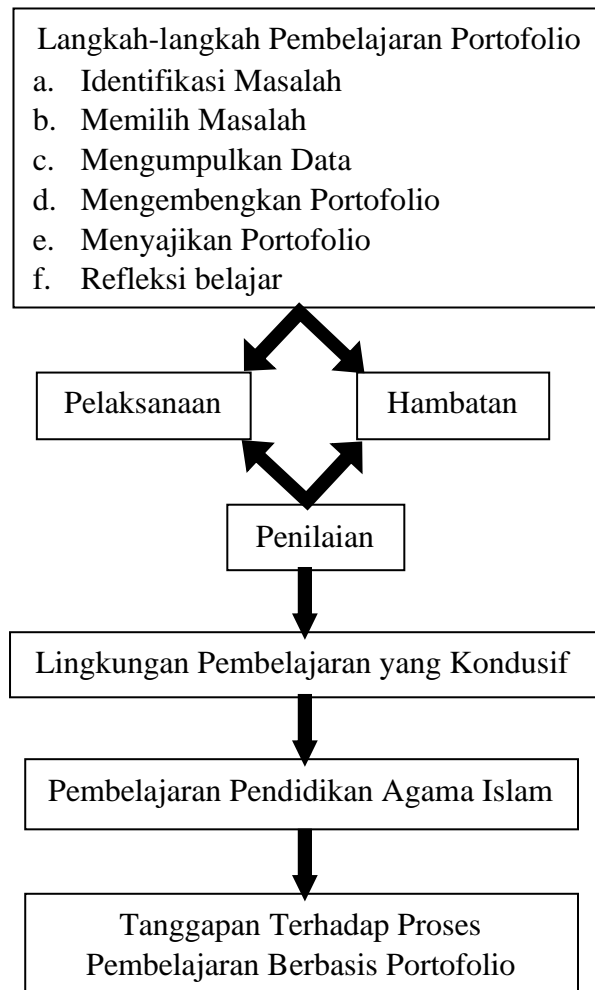 Langkah-langkah Pembelajaran Portofolio
a. Identifikasi Masalah
b. Memilih Masalah
c. Mengumpulkan Data
d. Mengembengkan Portofolio
e. Menyajikan Portofolio
f. Refleksi belajar
Pelaksanaan
Hambatan
Penilaian
Lingkungan Pembelajaran yang Kondusif
Pembelajaran Pendidikan Agama Islam
Tanggapan Terhadap Proses
Pembelajaran Berbasis Portofolio